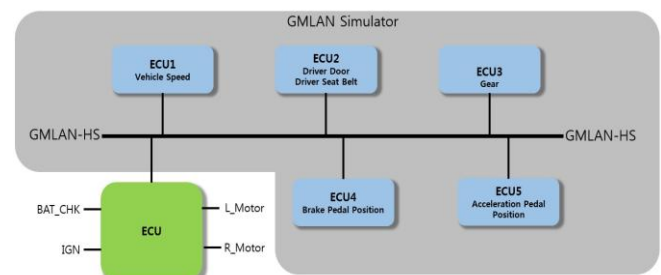 GMLAN Simulator
ECU1
Vehicle Speed
ECU2
Driver Door
Driver Seat Belt
ECU3
Gear
GMLAN-HS
GMLAN-HS
ECU4
Brake Pedal Position
ECU5
Acceleration Pedal
Position
BAT_CHK
L_Motor
ECU
IGN
R_Motor